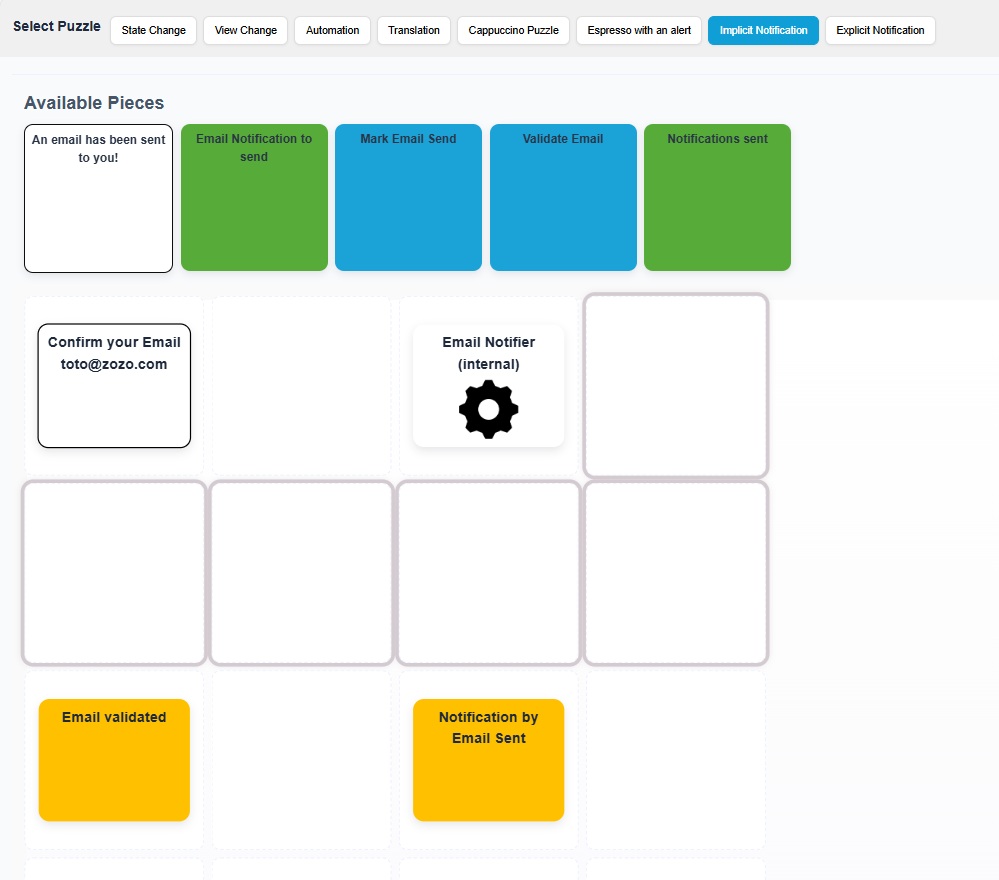 Select Puzzle
State Change
View Change
Automation
Translation
Cappuccino Puzzle
Espresso with an alert
Implicit Notification
Explicit Notification
Available Pieces
An email has been sent
to you!
Email Notification to
send
Mark Email Send
Validate Email
Notifications sent
Confirm your Email
toto@zozo.com
Email Notifier
(internal)
Email validated
Notification by
Email Sent